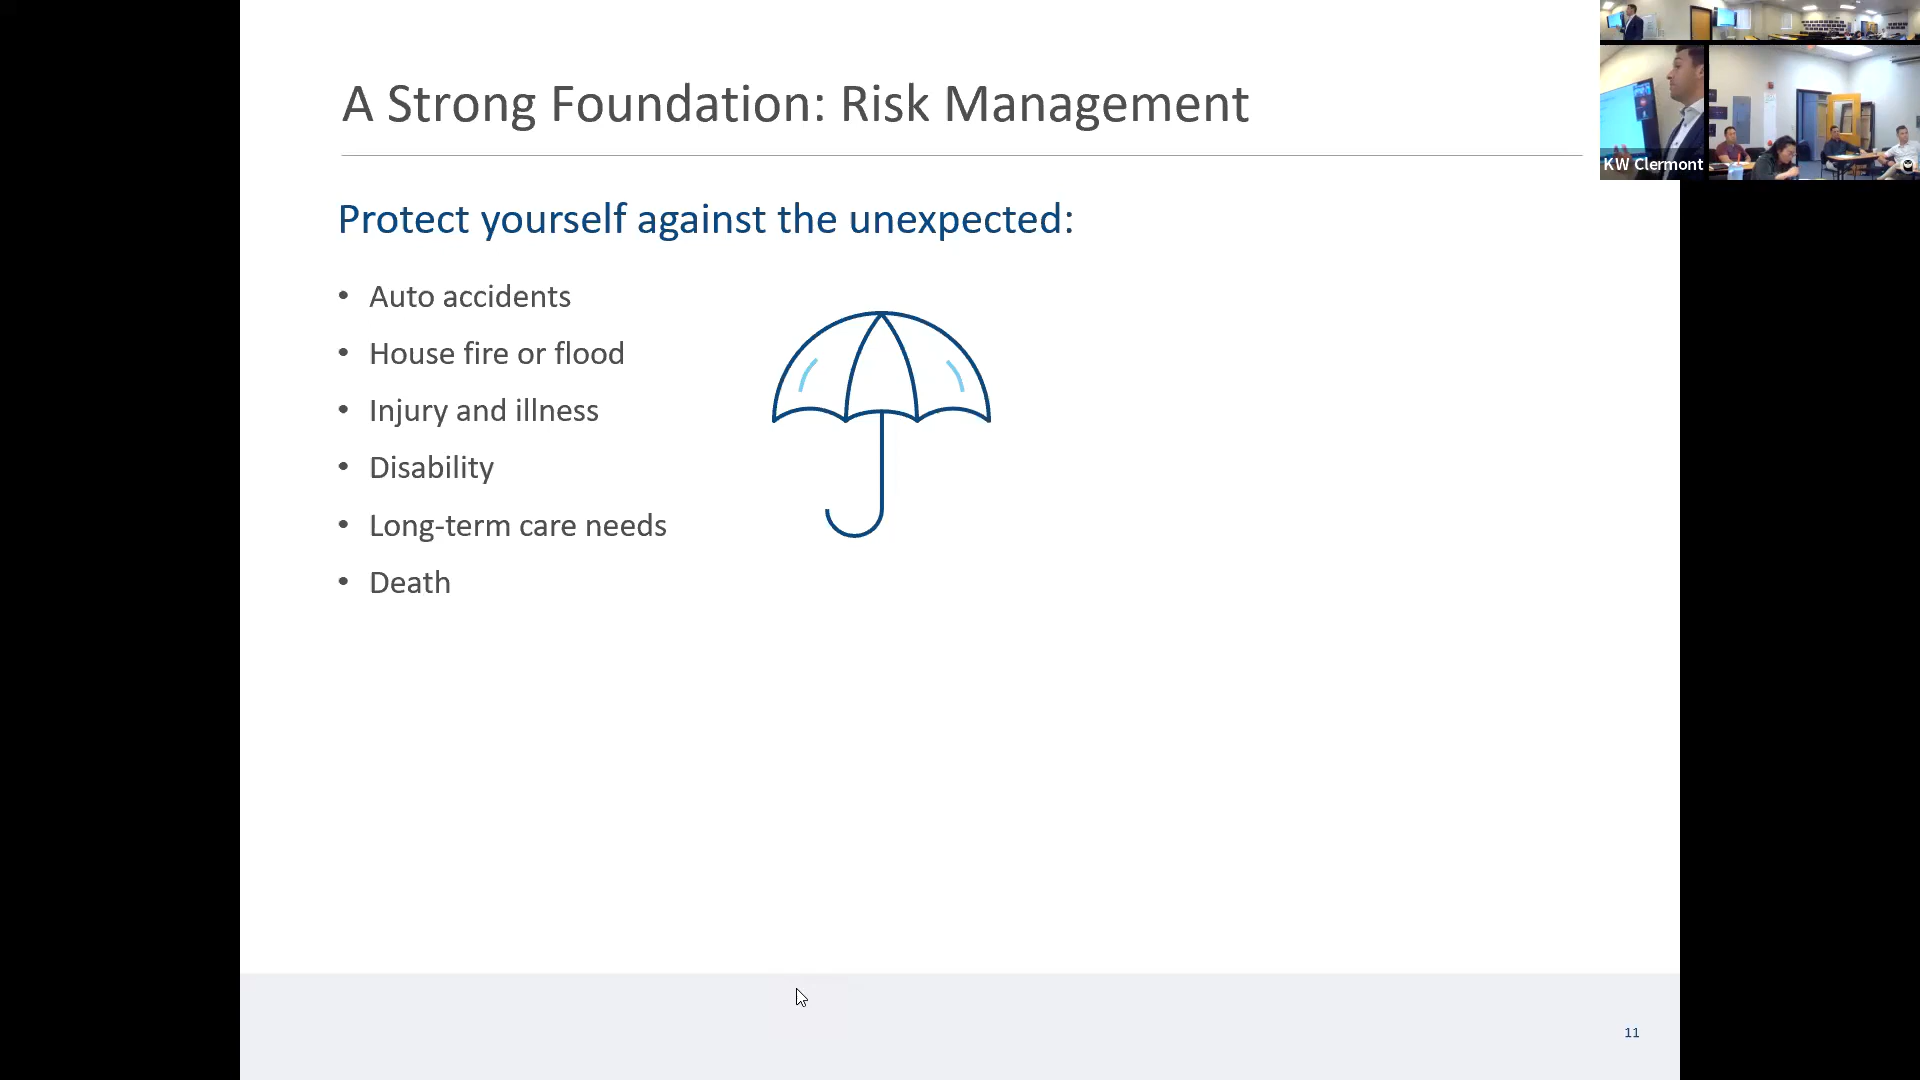 A Strong Foundation: Risk Management
KW Clermont
Protect yourself against the unexpected:
• Auto accidents
• House fire or flood
• Injury and illness
• Disability
• Long-term care needs
• Death
11